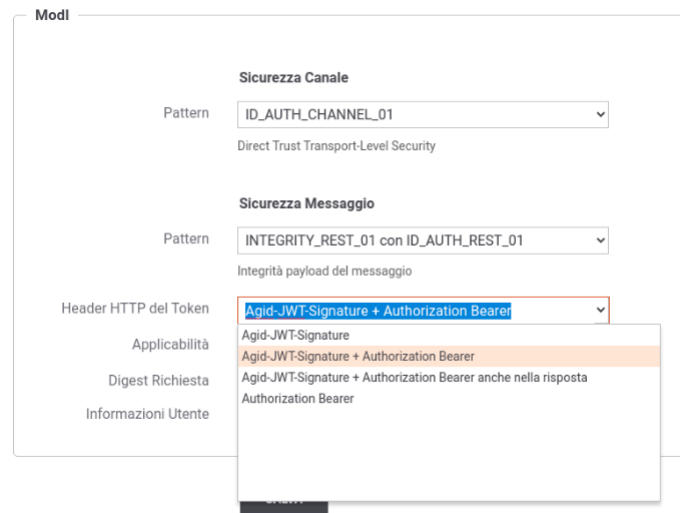 ModI
Sicurezza Canale
Pattern
ID_AUTH_CHANNEL_01
Direct Trust Transport-Level Security
Sicurezza Messaggio
Pattern
INTEGRITY_REST_01 con ID_AUTH_REST_01
Integrità payload del messaggio
Header HTTP del Token
Agid-JWT-Signature + Authorization Bearer
Agid-JWT-Signature
Applicabilità
Agid-JWT-Signature + Authorization Bearer
Digest Richiesta
Agid-JWT-Signature + Authorization Bearer anche nella risposta
Authorization Bearer
Informazioni Utente